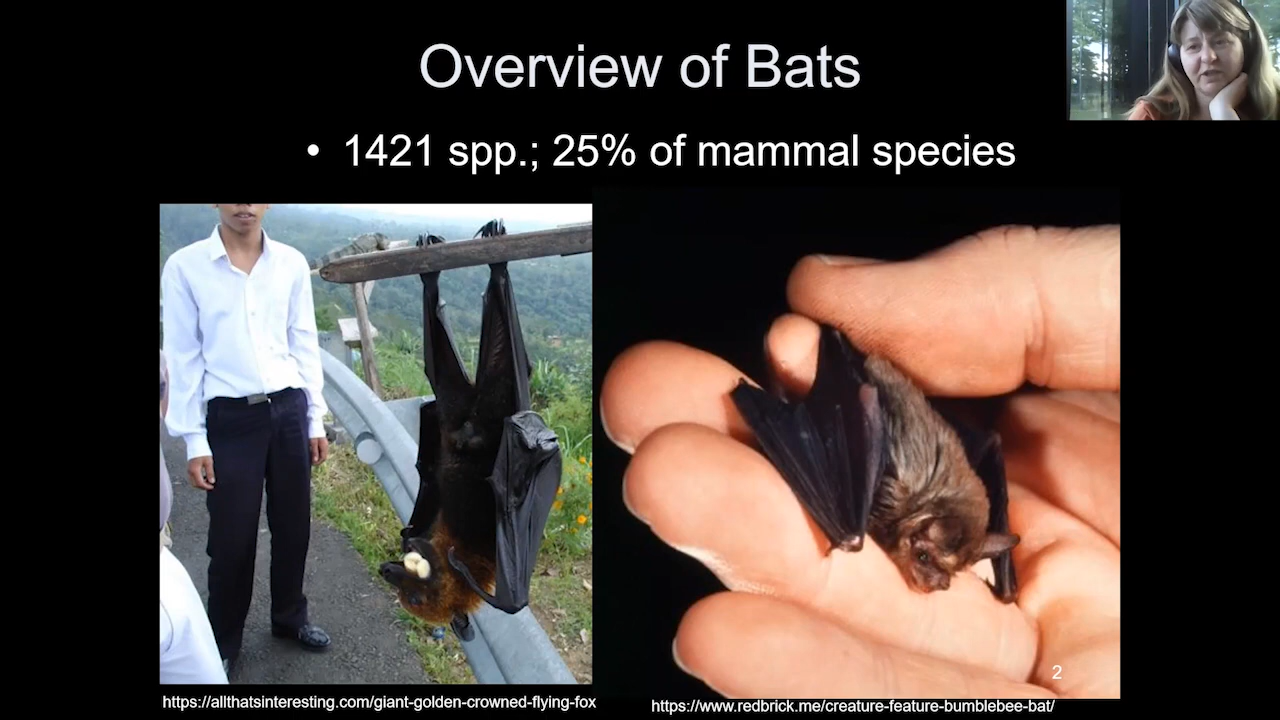 Overview of Bats
• 1421 spp.; 25% of mammal species
2
https://allthatsinteresting.com/giant-golden-crowned-flying-fox
https://www.redbrick.me/creature-feature-bumblebee-bat/